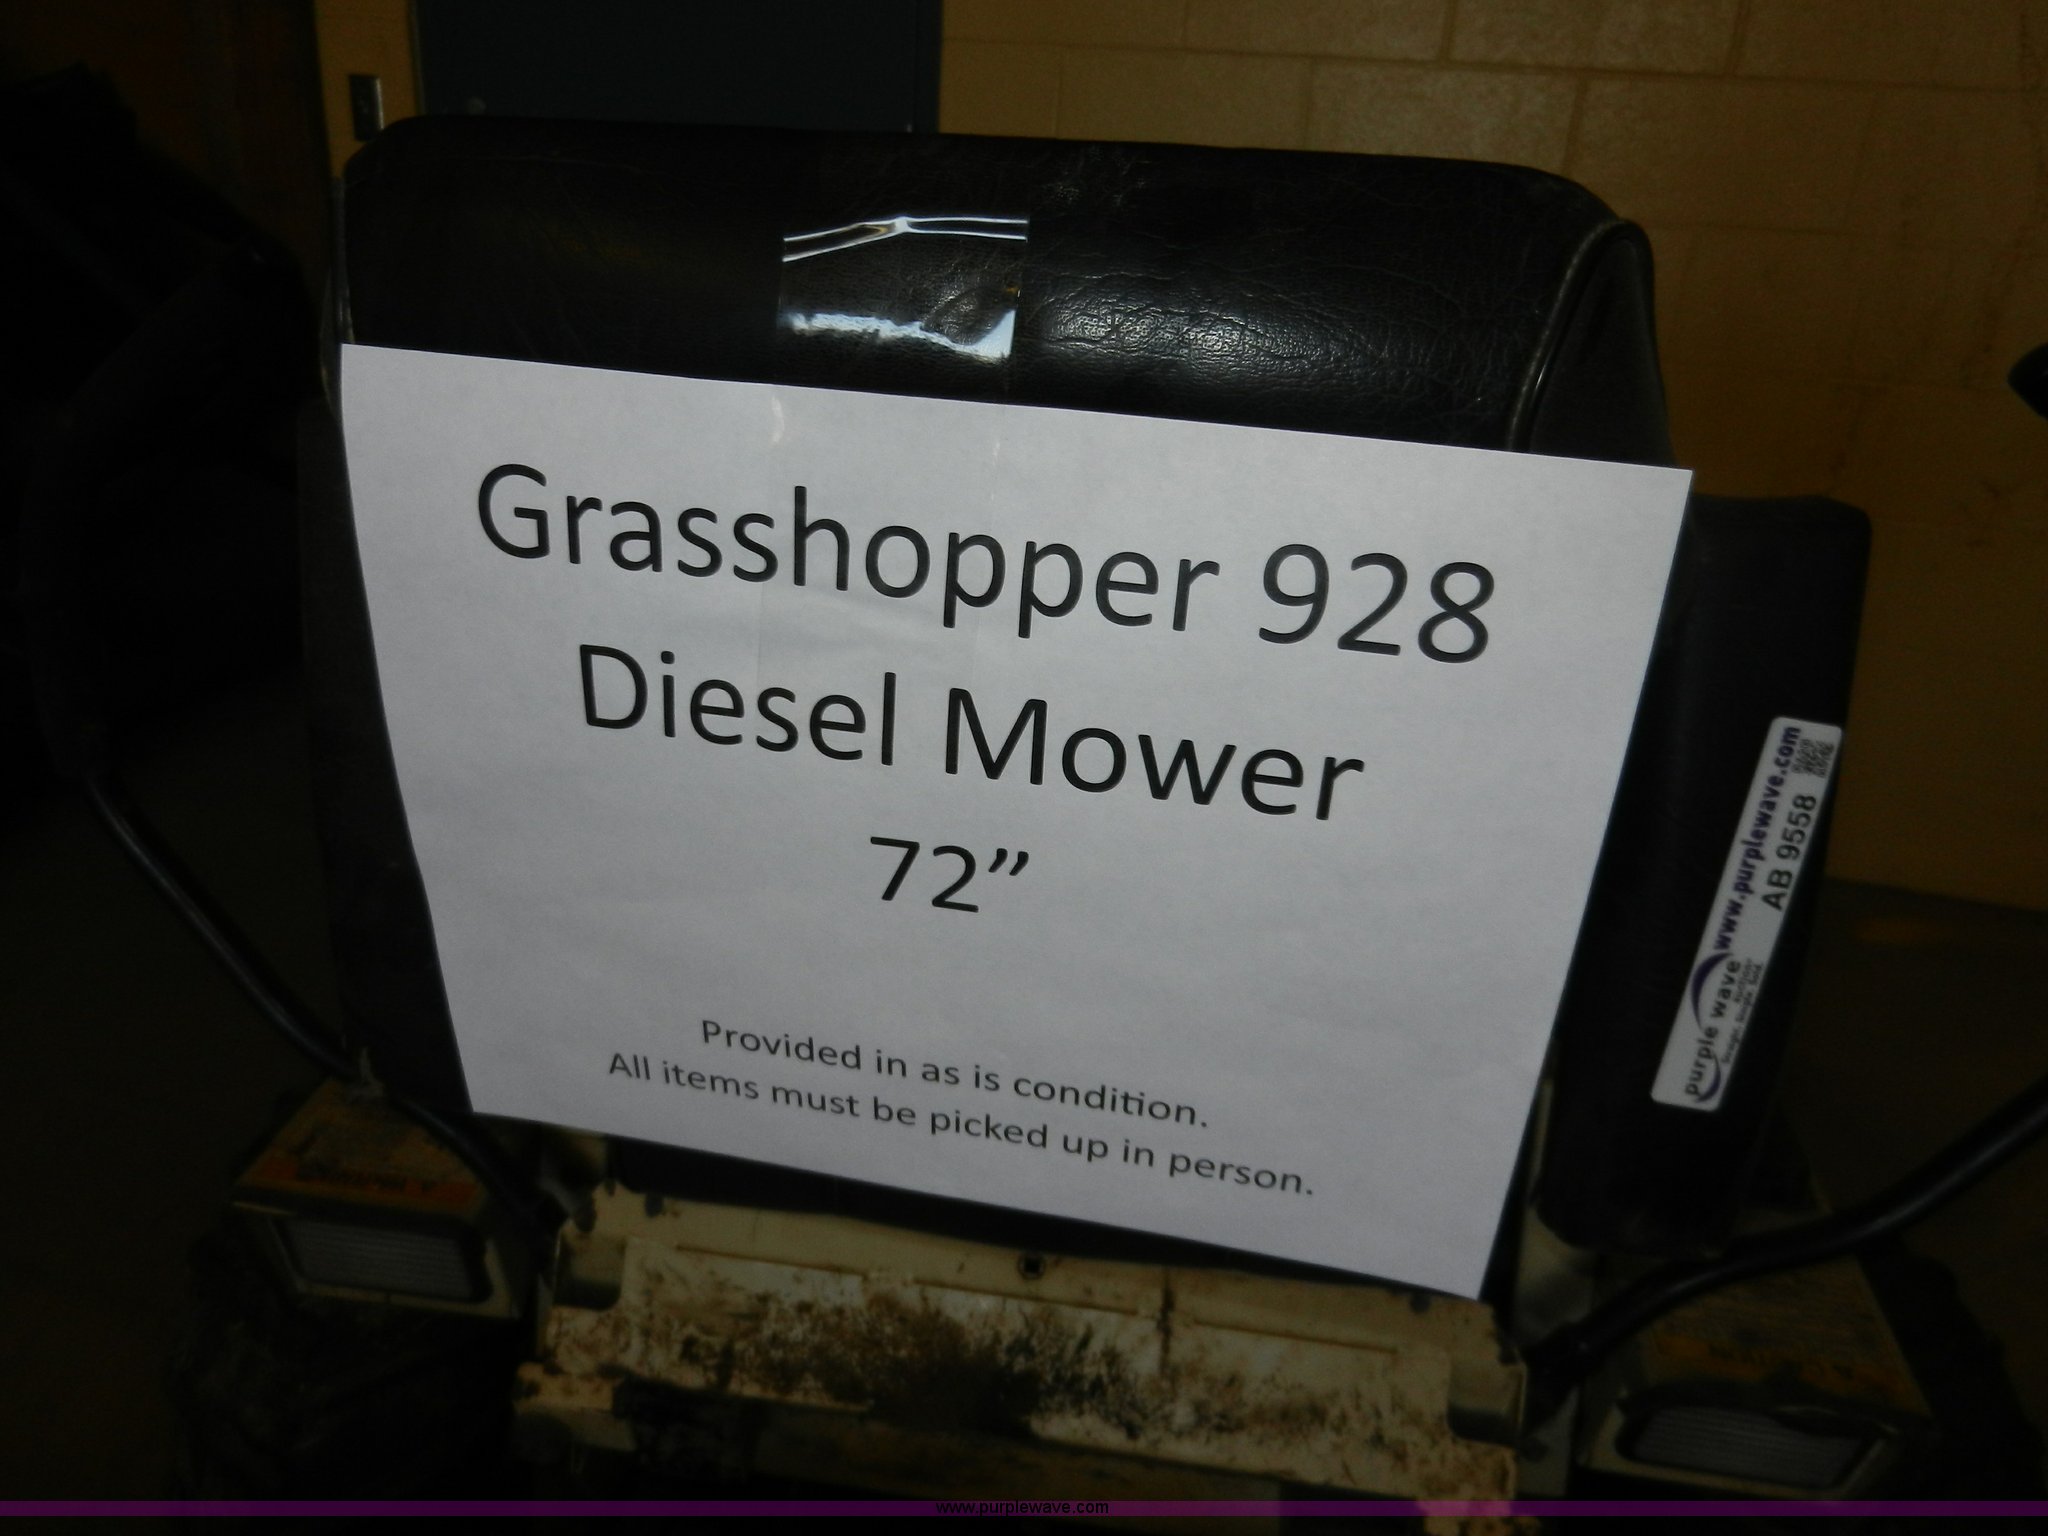 Grasshopper 928
Diesel Mower
72”
Provided in as is condition.
All items must be picked up in person.
purple wave
www.purplewave.com
AB 9558
www.purplewave.com